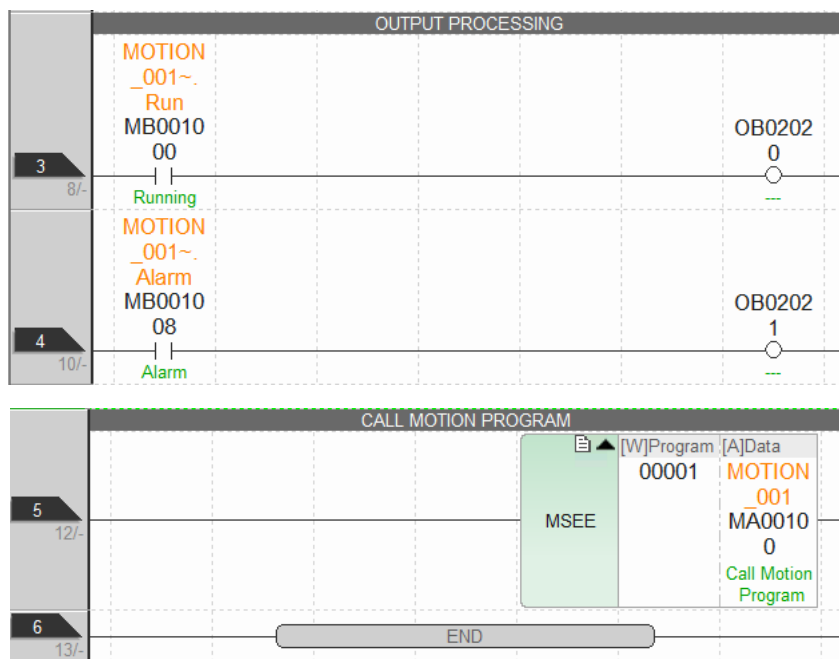 OUTPUT PROCESSING
MOTION
_001~.
Run
MB0010
00
OB0202
0
3
8/-
Running
---
MOTION
_001~.
Alarm
MB0010
08
OB0202
1
4
10/-
Alarm
---
CALL MOTION PROGRAM
[W]Program
[A]Data
00001
MOTION
_001
5
12/-
MSEE
MA0010
0
Call Motion
Program
6
13/-
END